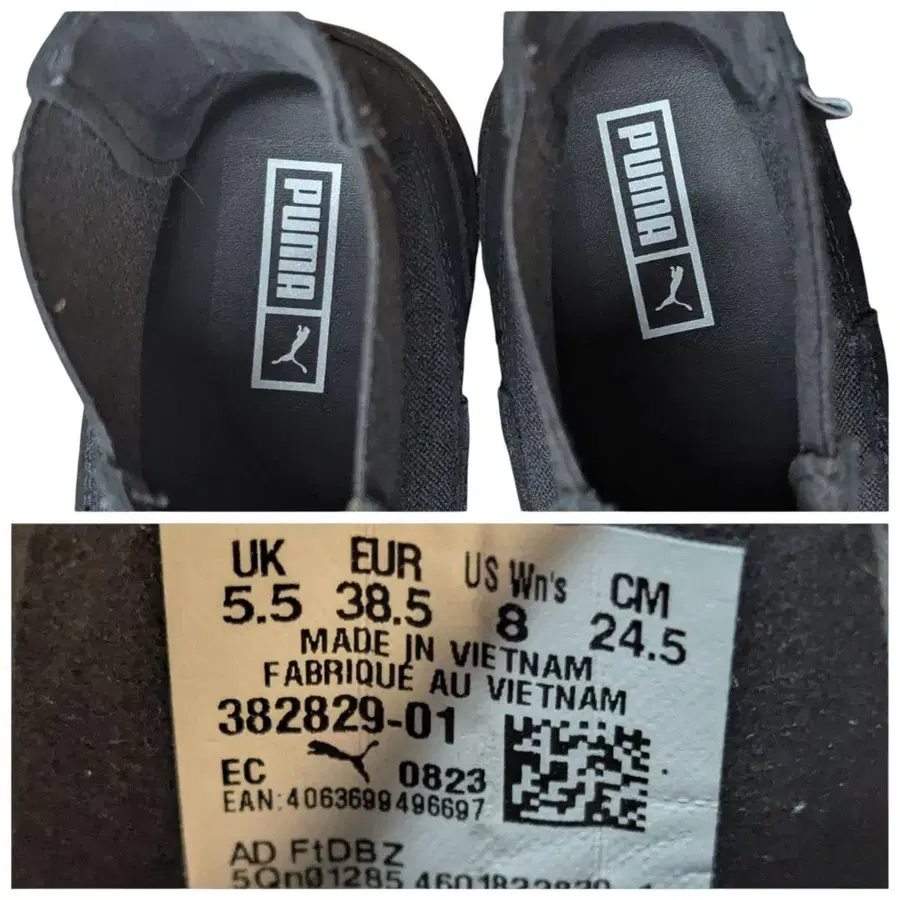 PUMA
PUMA
UK EUR US Wn's CM
5.5 38.5 8 24.5
MADE IN VIETNAM
FABRIQUÉ AU VIETNAM
382829-01
EC 0823
EAN:4063699496697
AD FtDBZ